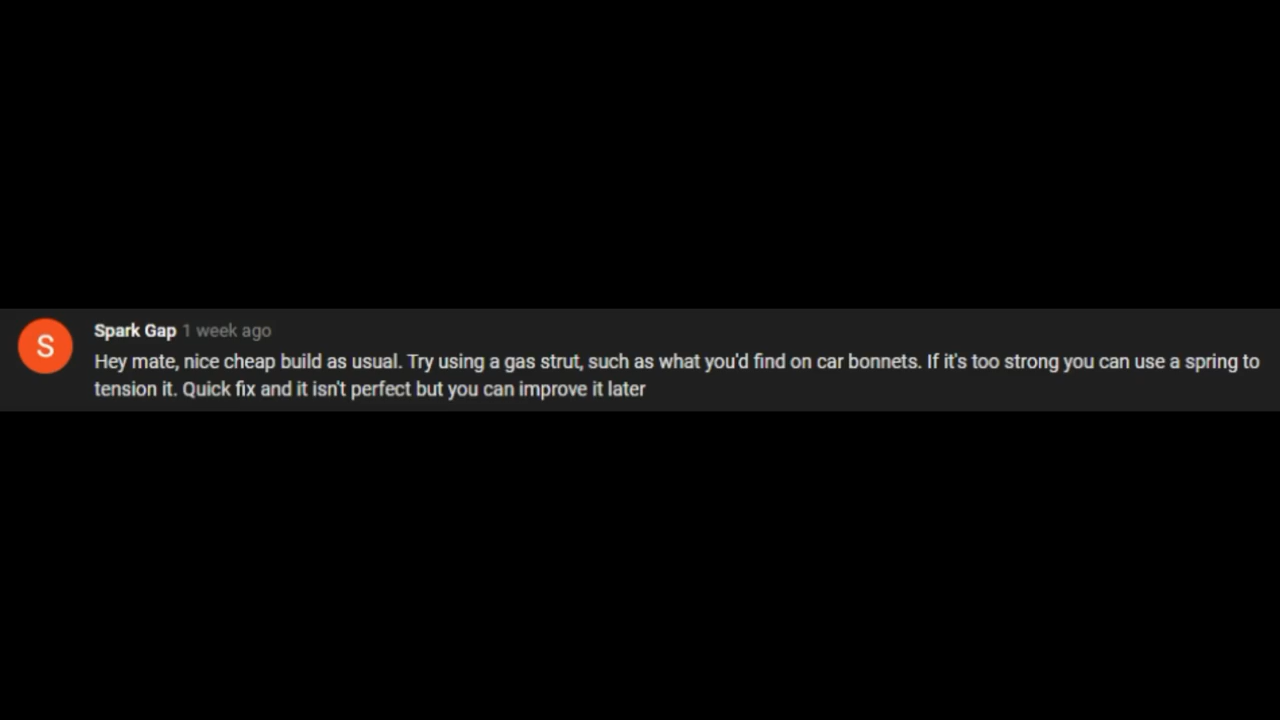 S
Spark Gap 1 week ago
Hey mate, nice cheap build as usual. Try using a gas strut, such as what you'd find on car bonnets. If it's too strong you can use a spring to
tension it. Quick fix and it isn't perfect but you can improve it later